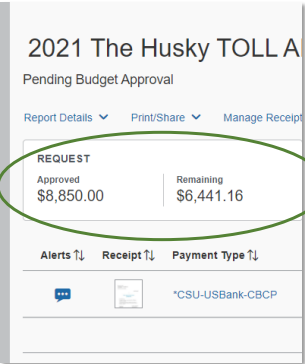 2021 The Husky TOLL A
Pending Budget Approval
Report Details Print/Share Manage Receipt
REQUEST
Approved Remaining
$8,850.00 $6,441.16
Alerts Receipt Payment Type
*CSU-USBank-CBCP